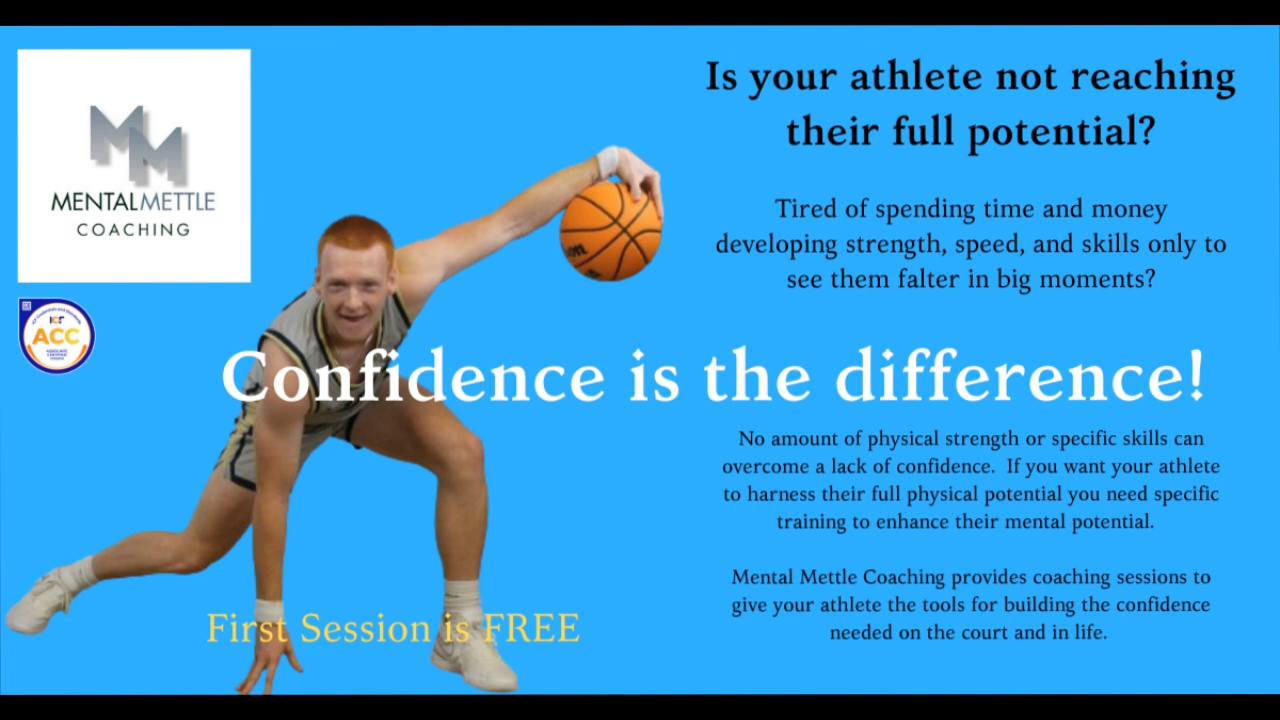 MM
MENTALMETTLE
COACHING
ICF
ACC
Is your athlete not reaching
their full potential?
Tired of spending time and money
developing strength, speed, and skills only to
see them falter in big moments?
Confidence is the difference!
No amount of physical strength or specific skills can
overcome a lack of confidence. If you want your athlete
to harness their full physical potential you need specific
training to enhance their mental potential.
Mental Mettle Coaching provides coaching sessions to
give your athlete the tools for building the confidence
needed on the court and in life.
First Session is FREE